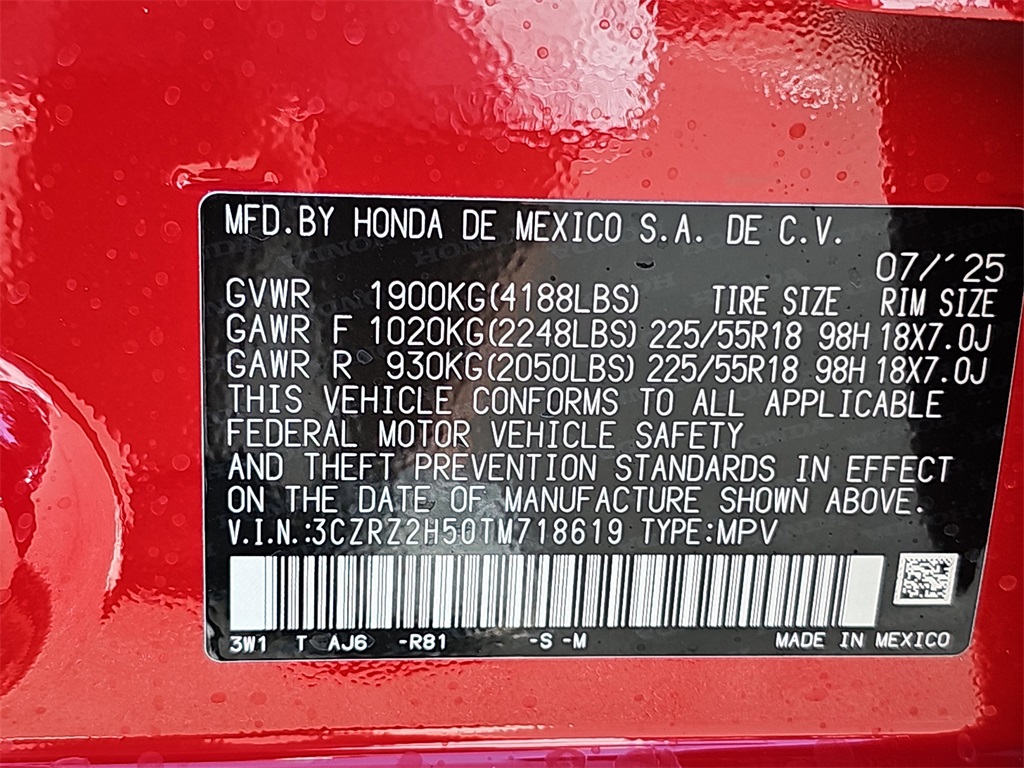 MFD.BY HONDA DE MEXICO S.A. DE C.V.
07/'25
GVWR 1900KG(4188LBS) TIRE SIZE RIM SIZE
GAWR F 1020KG(2248LBS) 225/55R18 98H 18X7.0J
GAWR R 930KG(2050LBS) 225/55R18 98H 18X7.0J
THIS VEHICLE CONFORMS TO ALL APPLICABLE
FEDERAL MOTOR VEHICLE SAFETY
AND THEFT PREVENTION STANDARDS IN EFFECT
ON THE DATE OF MANUFACTURE SHOWN ABOVE.
V.I.N.:3CZRZ2H50TM718619 TYPE:MPV
3W1 T AJ6 -R81 -S -M MADE IN MEXICO